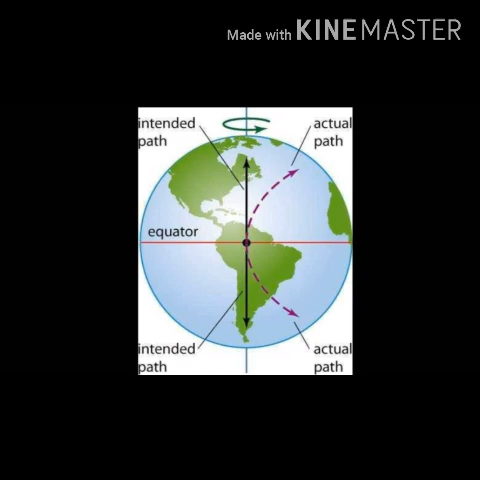 Made with KINEMASTER
intended
path
actual
path
equator
intended
path
actual
path